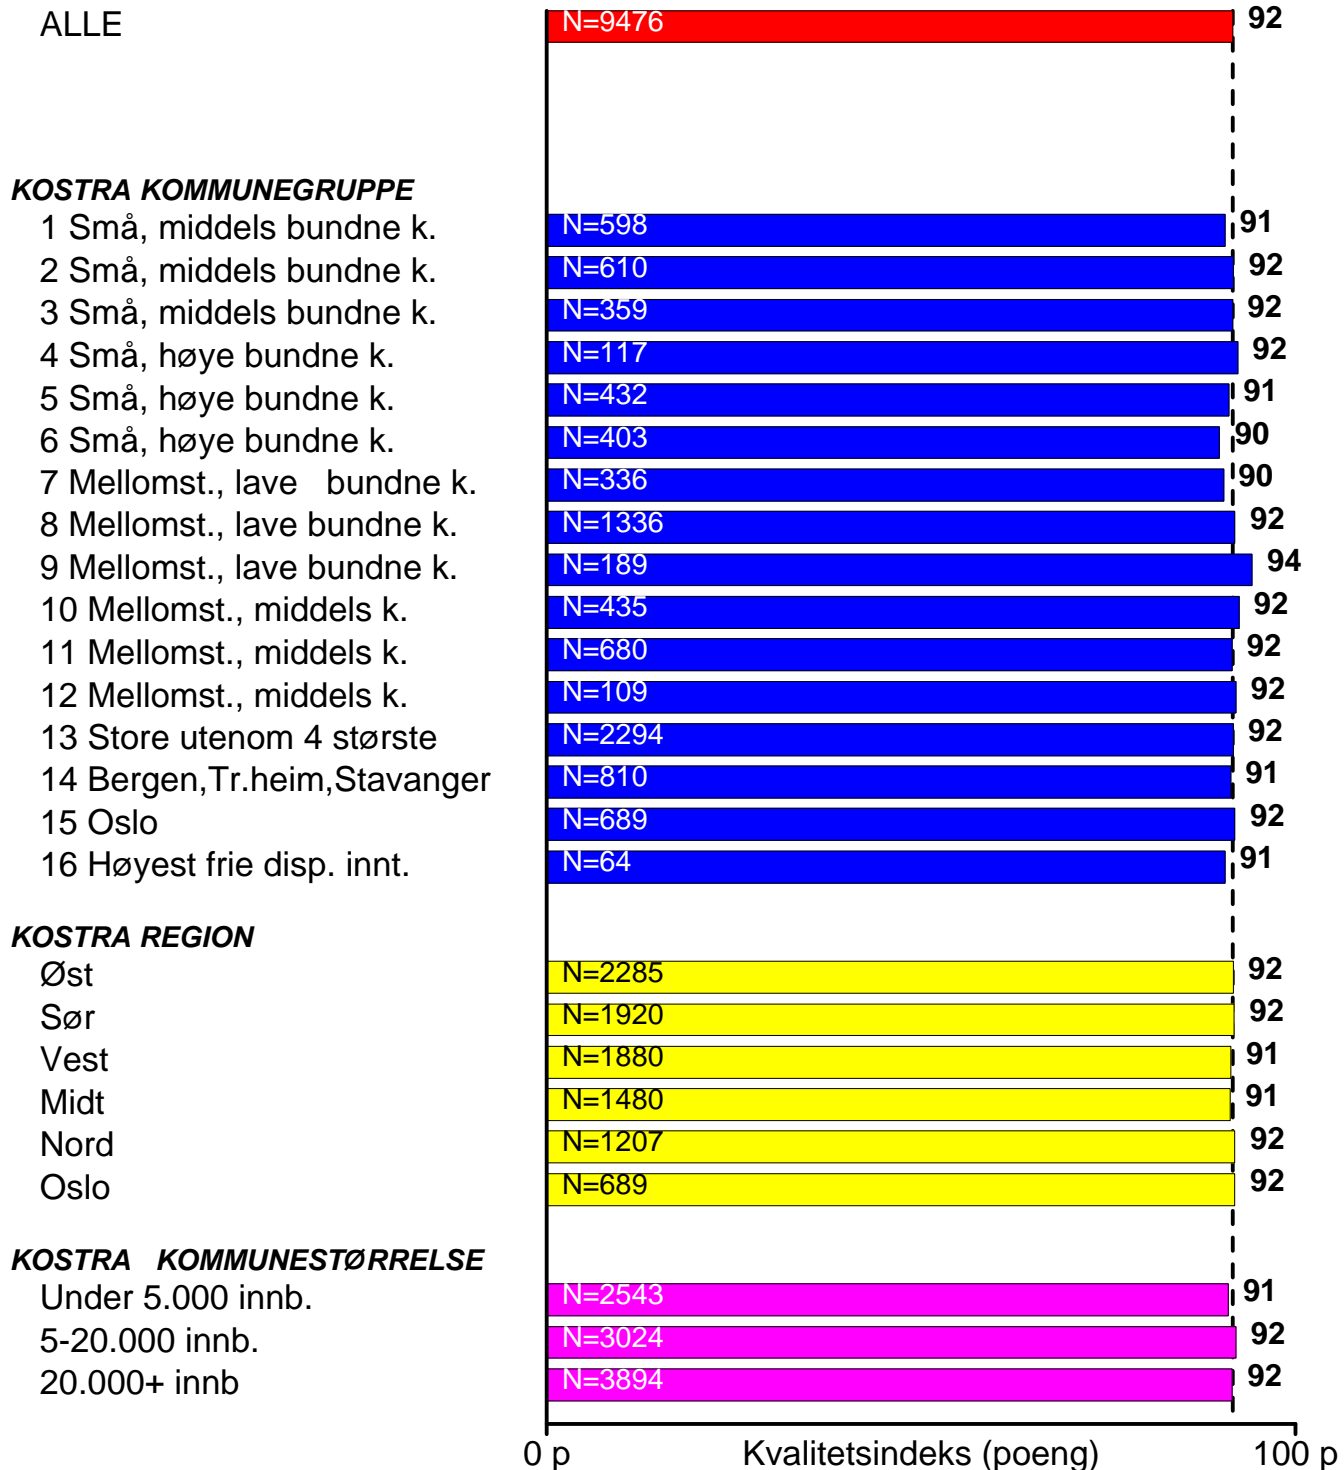 ALLE N=9476 92
KOSTRA KOMMUNEGRUPPE
1 Små, middels bundne k. N=598 91
2 Små, middels bundne k. N=610 92
3 Små, middels bundne k. N=359 92
4 Små, høye bundne k. N=117 92
5 Små, høye bundne k. N=432 91
6 Små, høye bundne k. N=403 90
7 Mellomst., lave bundne k. N=336 90
8 Mellomst., lave bundne k. N=1336 92
9 Mellomst., lave bundne k. N=189 94
10 Mellomst., middels k. N=435 92
11 Mellomst., middels k. N=680 92
12 Mellomst., middels k. N=109 92
13 Store utenom 4 største N=2294 92
14 Bergen,Tr.heim,Stavanger N=810 91
15 Oslo N=689 92
16 Høyest frie disp. innt. N=64 91
KOSTRA REGION
Øst N=2285 92
Sør N=1920 92
Vest N=1880 91
Midt N=1480 91
Nord N=1207 92
Oslo N=689 92
KOSTRA KOMMUNESTØRRELSE
Under 5.000 innb. N=2543 91
5-20.000 innb. N=3024 92
20.000+ innb N=3894 92
0 p Kvalitetsindeks (poeng) 100 p